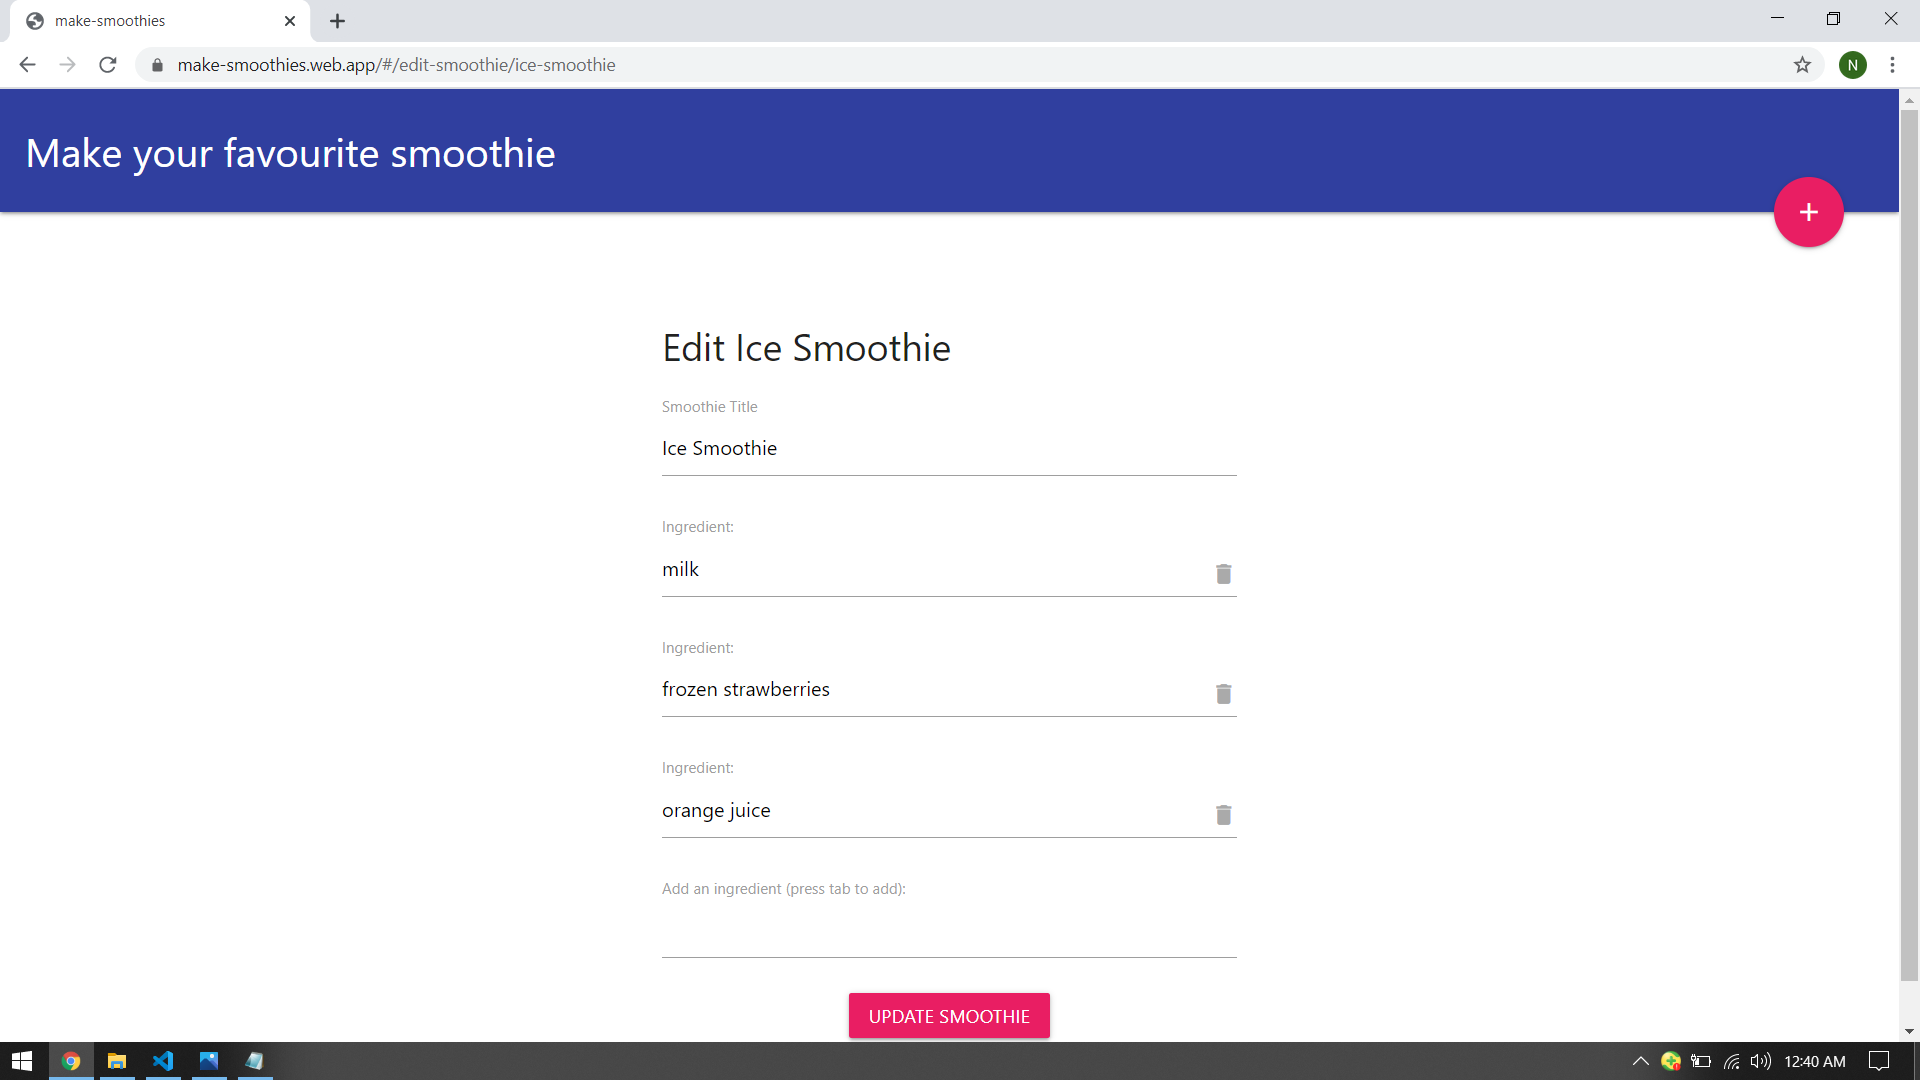 make-smoothies
make-smoothies.web.app/#/edit-smoothie/ice-smoothie
N
Make your favourite smoothie
+
Edit Ice Smoothie
Smoothie Title
Ice Smoothie
Ingredient:
milk
Ingredient:
frozen strawberries
Ingredient:
orange juice
Add an ingredient (press tab to add):
UPDATE SMOOTHIE
12:40 AM